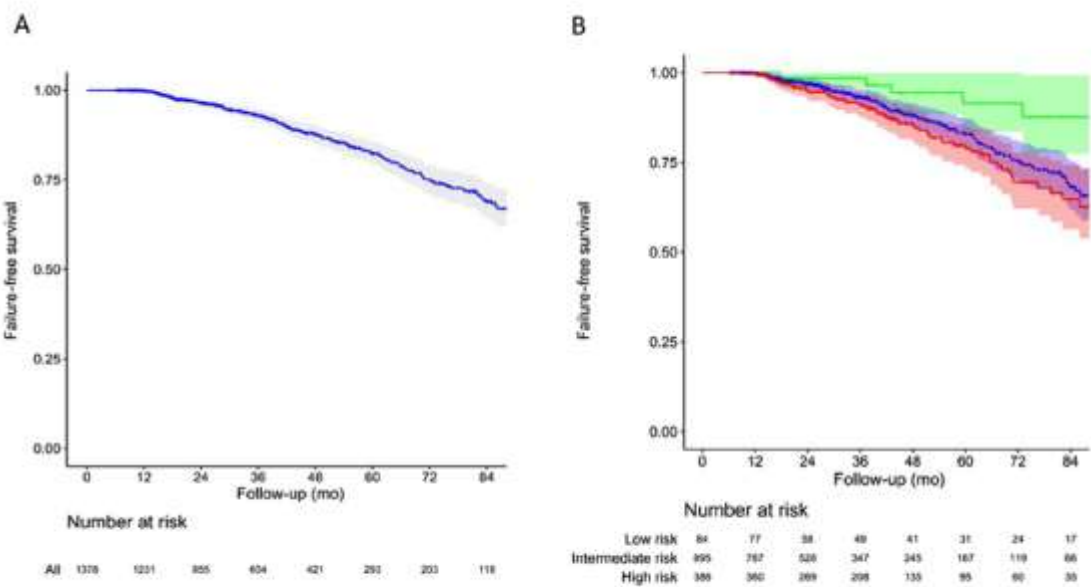 A
B
Failure-free survival
1.00
0.75
0.50
0.25
0.00
0 12 24 36 48 60 72 84
Follow-up (mo)
Number at risk
All 1378 1231 855 604 421 293 203 118
Failure-free survival
1.00
0.75
0.50
0.25
0.00
0 12 24 36 48 60 72 84
Follow-up (mo)
Number at risk
Low risk 84 77 58 49 41 31 24 17
Intermediate risk 895 787 528 347 245 167 119 66
High risk 386 360 269 208 135 95 60